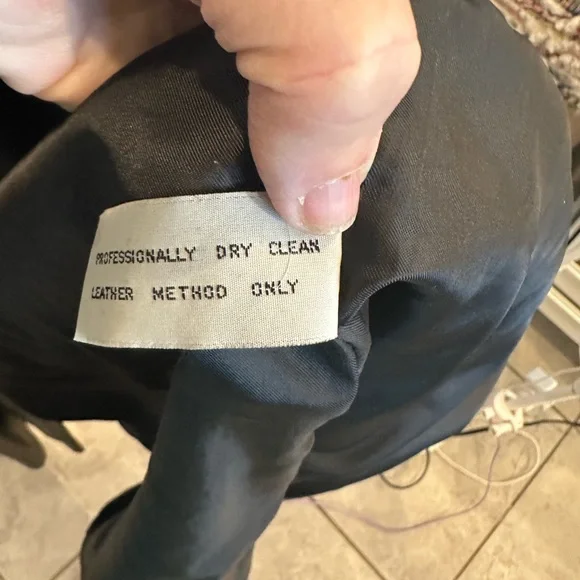 PROFESSIONALLY DRY CLEAN
LEATHER METHOD ONLY